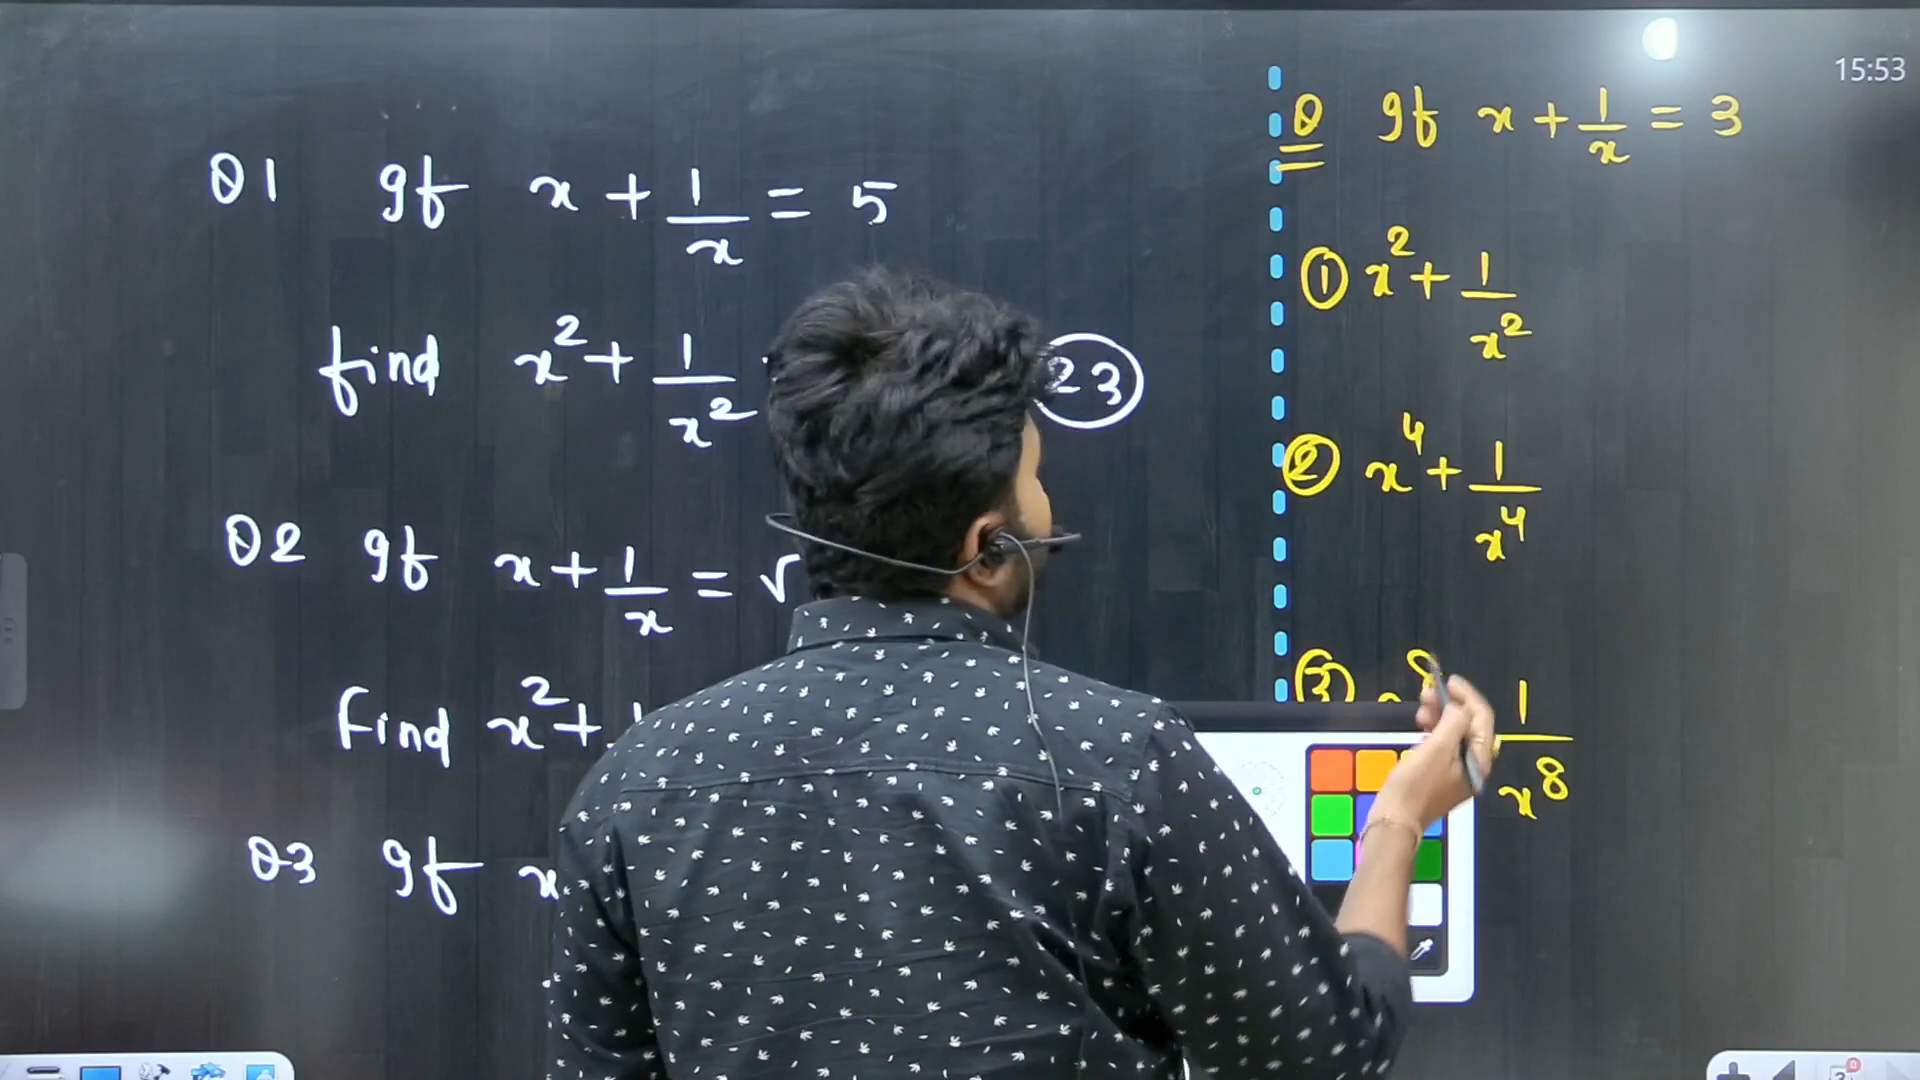 Q1 If x + 1/x = 5
find x² + 1/x² 23
Q2 If x + 1/x = √
Find x² +
Q3 If x
15:53
Q If x + 1/x = 3
① x² + 1/x²
② x⁴ + 1/x⁴
③ 8 1/x⁸